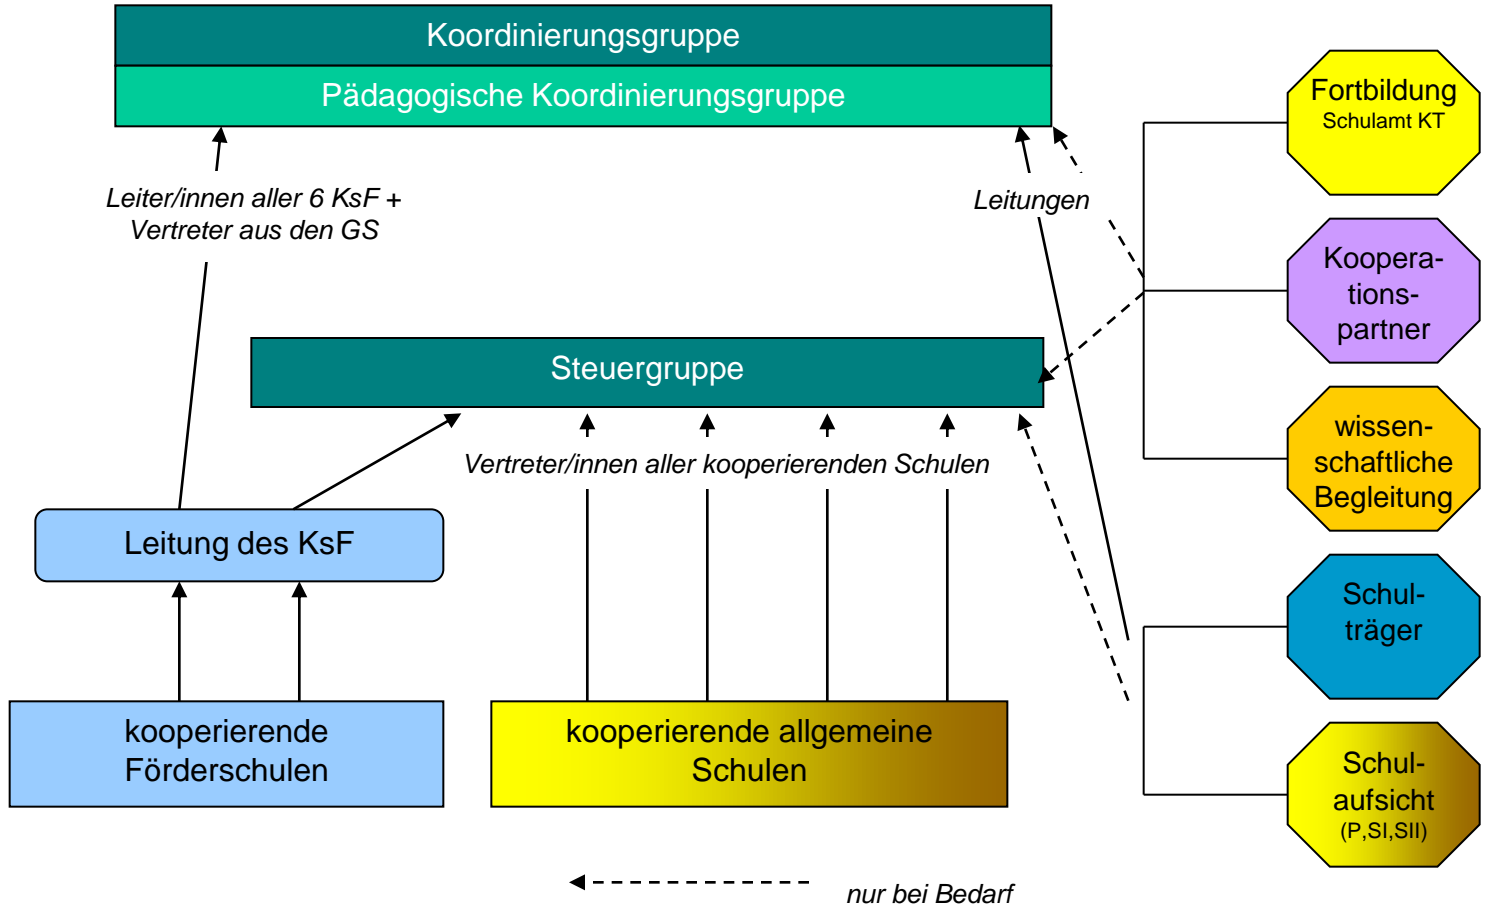 Koordinierungsgruppe
Pädagogische Koordinierungsgruppe
Fortbildung
Schulamt KT
Leiter/innen aller 6 KsF +
Vertreter aus den GS
Leitungen
Koopera-
tions-
partner
Steuergruppe
wissen-
schaftliche
Begleitung
Vertreter/innen aller kooperierenden Schulen
Leitung des KsF
Schul-
träger
kooperierende
Förderschulen
kooperierende allgemeine
Schulen
Schul-
aufsicht
(P,SI,SII)
nur bei Bedarf